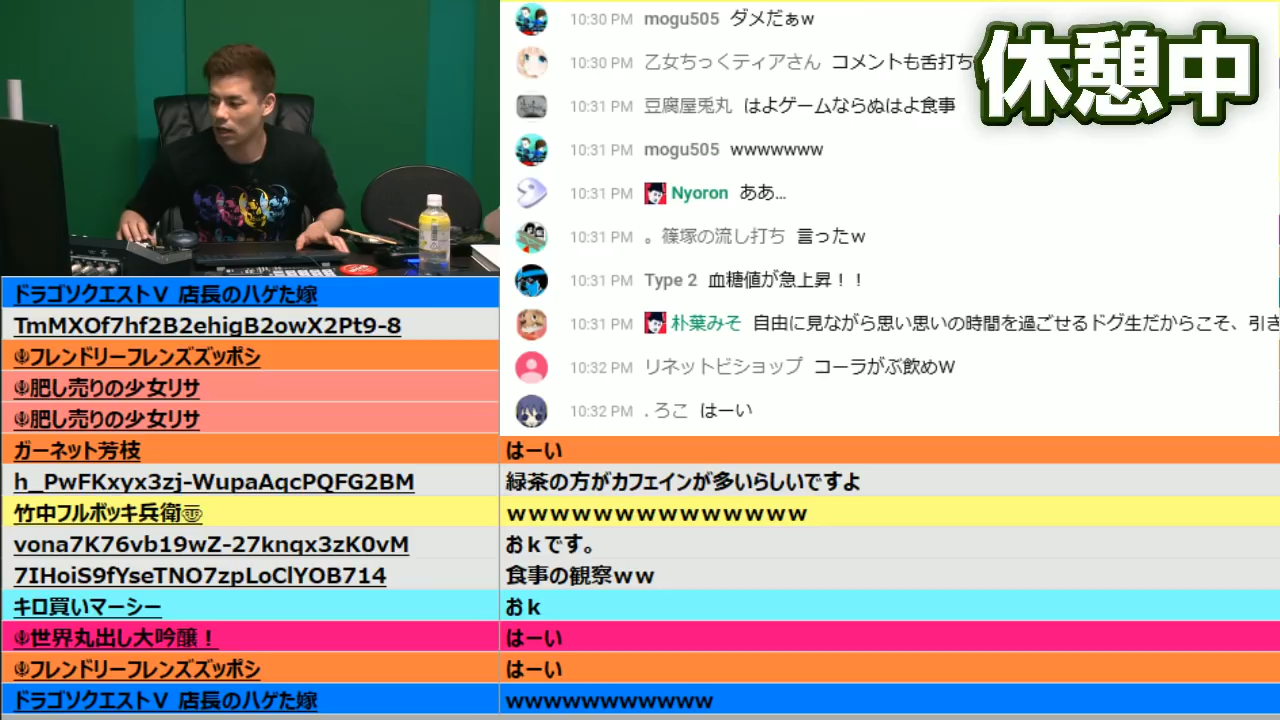 10:30 PM mogu505 ダメだぁw
10:30 PM 乙女ちっくティアさん コメントも舌打ち
休憩中
10:31 PM 豆腐屋兎丸 はよゲームならぬはよ食事
10:31 PM mogu505 wwwwwww
10:31 PM Nyoron ああ…
10:31 PM 。篠塚の流し打ち 言ったw
10:31 PM Type 2 血糖値が急上昇！！
10:31 PM 朴葉みそ 自由に見ながら思い思いの時間を過ごせるドグ生だからこそ、引き
10:32 PM リネットビショップ コーラがぶ飲めW
10:32 PM . ろこ はーい
ドラゴソクエストⅤ 店長のハゲた嫁
TmMXOf7hf2B2ehigB2owX2Pt9-8
☬フレンドリーフレンズズッポシ
☬肥し売りの少女リサ
☬肥し売りの少女リサ
ガーネット芳枝 はーい
h_PwFKxyx3zj-WupaAqcPQFG2BM 緑茶の方がカフェインが多いらしいですよ
竹中フルボッキ兵衛〠 ｗｗｗｗｗｗｗｗｗｗｗｗｗｗ
vona7K76vb19wZ-27knqx3zK0vM おｋです。
7IHoiS9fYseTNO7zpLoClYOB714 食事の観察ｗｗ
キロ買いマーシー おｋ
☬世界丸出し大吟醸！ はーい
☬フレンドリーフレンズズッポシ はーい
ドラゴソクエストⅤ 店長のハゲた嫁 wwwwwwwwwww